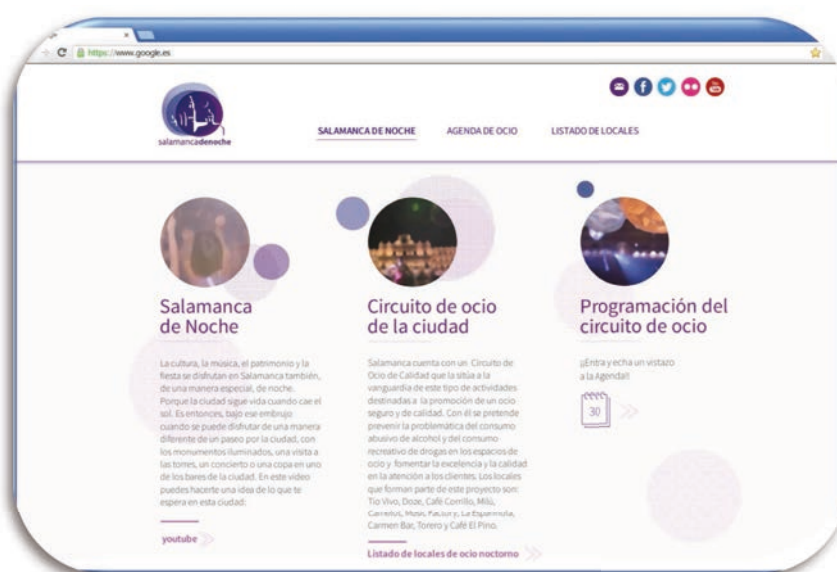 https://www.google.es
salamancadenoche
SALAMANCA DE NOCHE AGENDA DE OCIO LISTADO DE LOCALES
Salamanca
de Noche
La cultura, la música, el patrimonio y la
fiesta se disfrutan en Salamanca también,
de una manera especial, de noche.
Porque la ciudad sigue vida cuando cae el
sol. Es entonces, bajo ese embrujo
cuando se puede disfrutar de una manera
diferente de un paseo por la ciudad, con
los monumentos iluminados, una visita a
las torres, un concierto o una copa en uno
de los bares de la ciudad. En este video
puedes hacerte una idea de lo que te
espera en esta ciudad:
youtube
Circuito de ocio
de la ciudad
Salamanca cuenta con un Circuito de
Ocio de Calidad que la sitúa a la
vanguardia de este tipo de actividades
destinadas a la promoción de un ocio
seguro y de calidad. Con él se pretende
prevenir la problemática del consumo
abusivo de alcohol y del consumo
recreativo de drogas en los espacios de
ocio y fomentar la excelencia y la calidad
en la atención a los clientes. Los locales
que forman parte de este proyecto son:
Tío Vivo, Doze, Café Corrillo, Milú,
Camelot, Music Factory, La Espannola,
Carmen Bar, Torero y Café El Pino.
Listado de locales de ocio noctorno
Programación del
circuito de ocio
¡¡Entra y echa un vistazo
a la Agenda!!
30